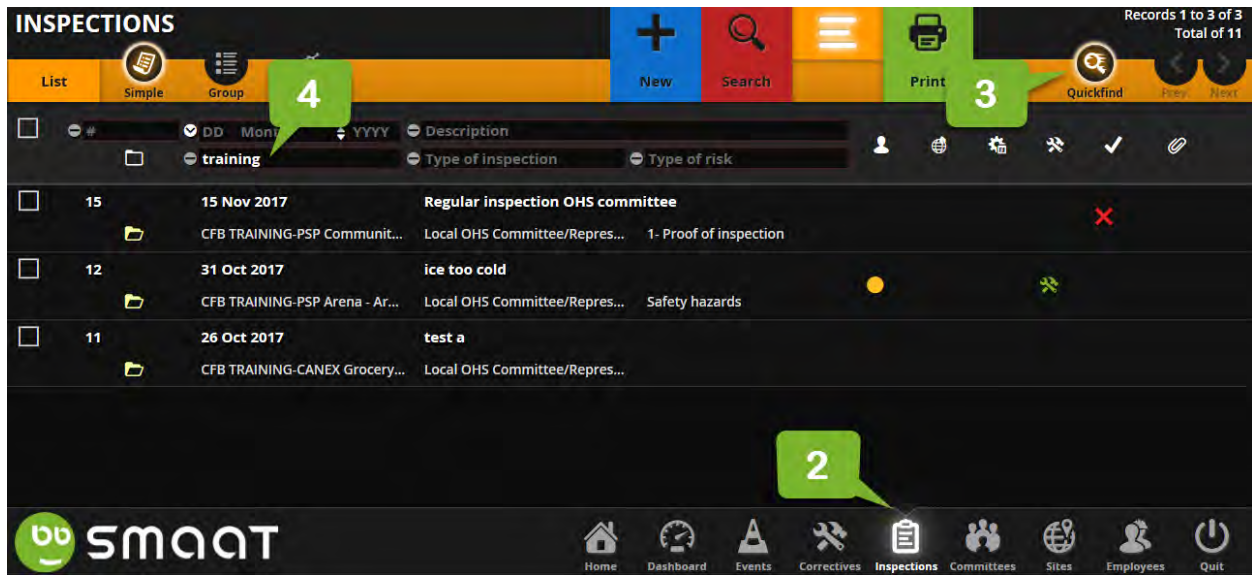 INSPECTIONS
Records 1 to 3 of 3
Total of 11
List
Simple
Group
4
New
Search
Print
3
Quickfind
Prev
Next
#
DD
YYYY
Description
training
Type of inspection
Type of risk
15
15 Nov 2017
Regular inspection OHS committee
CFB TRAINING-PSP Communit...
Local OHS Committee/Repres...
1- Proof of inspection
12
31 Oct 2017
ice too cold
CFB TRAINING-PSP Arena - Ar...
Local OHS Committee/Repres...
Safety hazards
11
26 Oct 2017
test a
CFB TRAINING-CANEX Grocery...
Local OHS Committee/Repres...
2
smaat
Home
Dashboard
Events
Correctives
Inspections
Committees
Sites
Employees
Quit